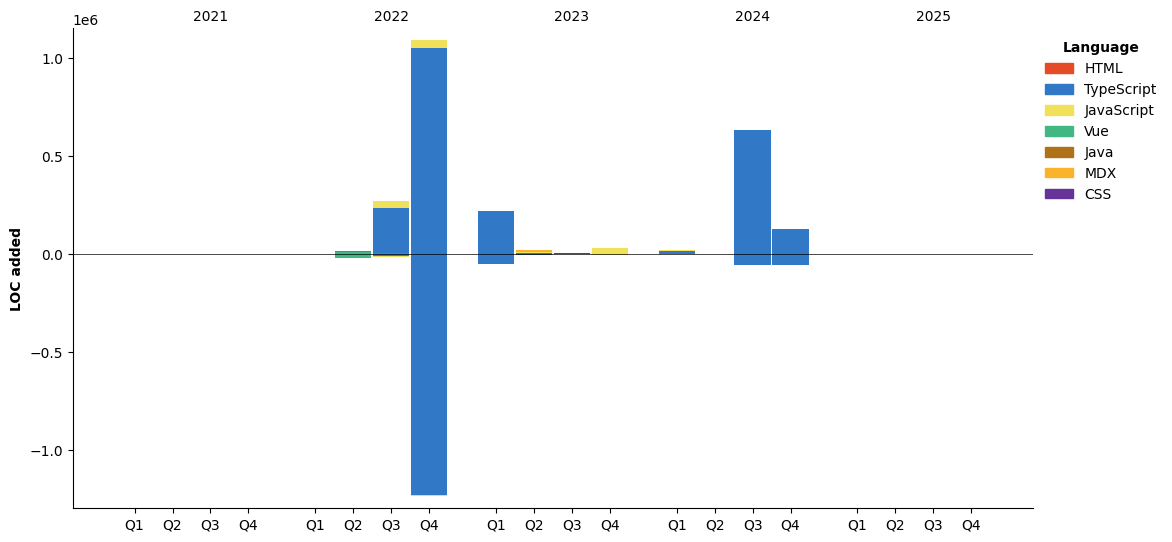 1e6
2021 2022 2023 2024 2025
1.0
0.5
0.0
−0.5
−1.0
LOC added
Q1 Q2 Q3 Q4 Q1 Q2 Q3 Q4 Q1 Q2 Q3 Q4 Q1 Q2 Q3 Q4 Q1 Q2 Q3 Q4
Language
HTML
TypeScript
JavaScript
Vue
Java
MDX
CSS